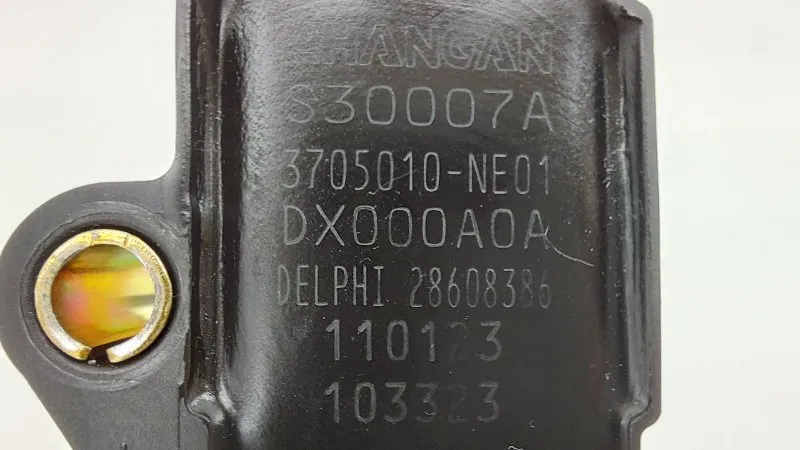 CHANGAN
S30007A
3705010-NE01
DX000A0A
DELPHI 28608386
110123
103323